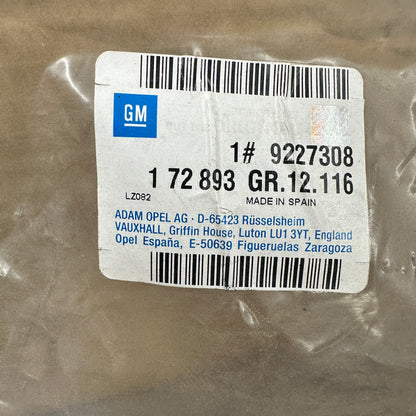 GM
1# 9227308
1 72 893 GR.12.116
LZ082
MADE IN SPAIN
ADAM OPEL AG · D-65423 Rüsselsheim
VAUXHALL, Griffin House, Luton LU1 3YT, England
Opel España, E-50639 Figueruelas Zaragoza